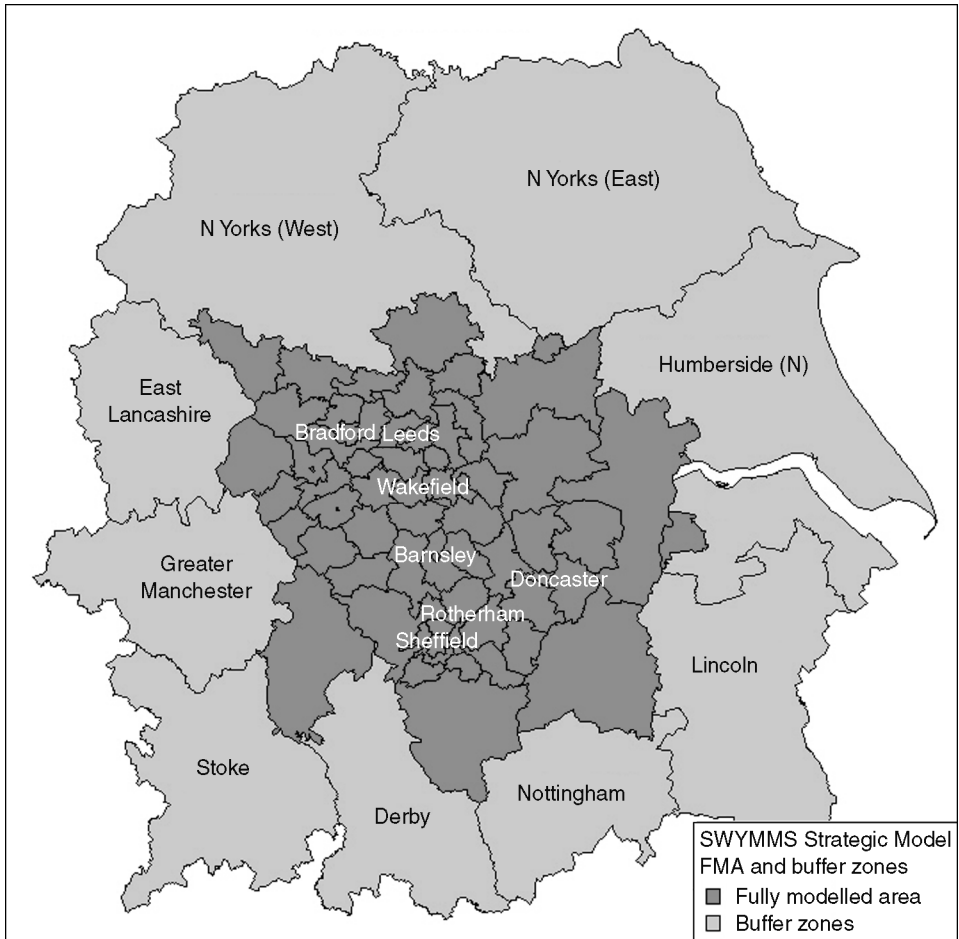 N Yorks (East)
N Yorks (West)
Humberside (N)
East
Lancashire
Bradford Leeds
Wakefield
Barnsley
Greater
Manchester
Doncaster
Rotherham
Sheffield
Lincoln
Stoke
Nottingham
Derby
SWYMMS Strategic Model
FMA and buffer zones
Fully modelled area
Buffer zones